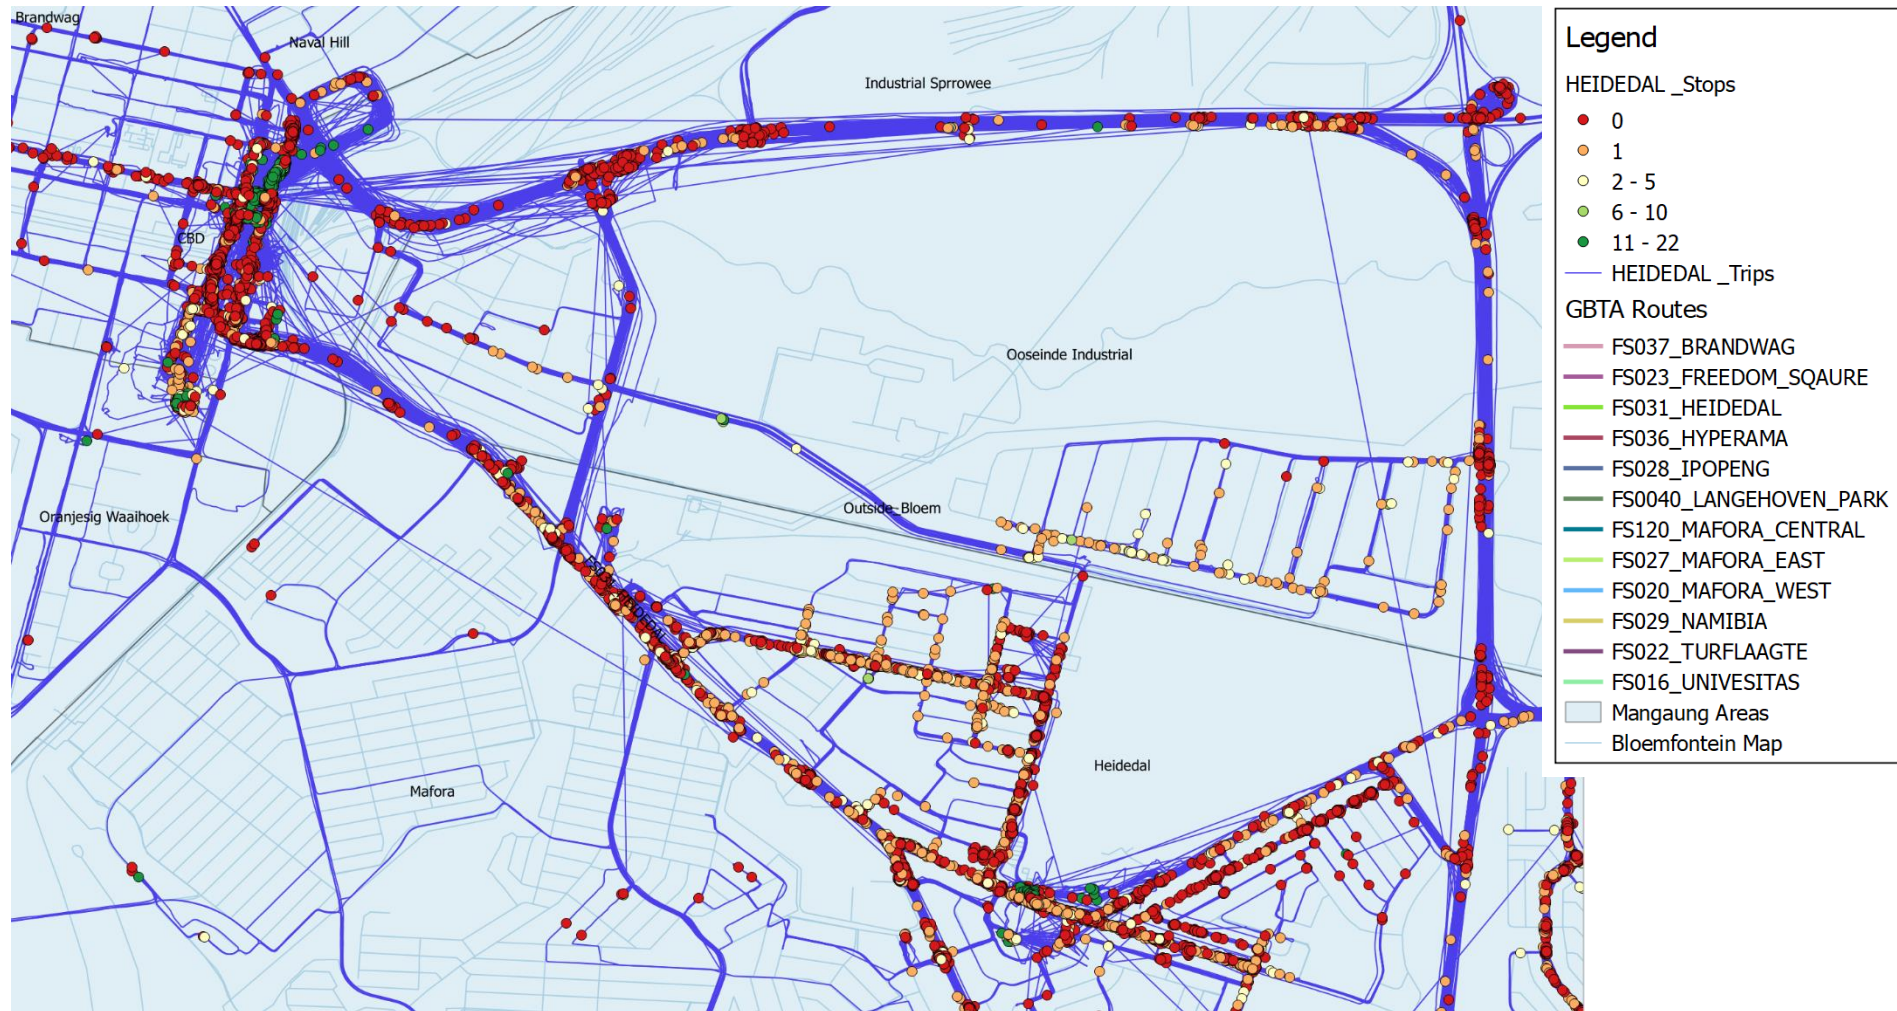 Brandwag
Naval Hill
Industrial Sprrowee
CBD
Ooseinde Industrial
Oranjesig Waaihoek
Outside-Bloem
Heidedal
Mafora
Legend
HEIDEDAL _Stops
0
1
2 - 5
6 - 10
11 - 22
HEIDEDAL _Trips
GBTA Routes
FS037_BRANDWAG
FS023_FREEDOM_SQAURE
FS031_HEIDEDAL
FS036_HYPERAMA
FS028_IPOPENG
FS0040_LANGEHOVEN_PARK
FS120_MAFORA_CENTRAL
FS027_MAFORA_EAST
FS020_MAFORA_WEST
FS029_NAMIBIA
FS022_TURFLAAGTE
FS016_UNIVESITAS
Mangaung Areas
Bloemfontein Map